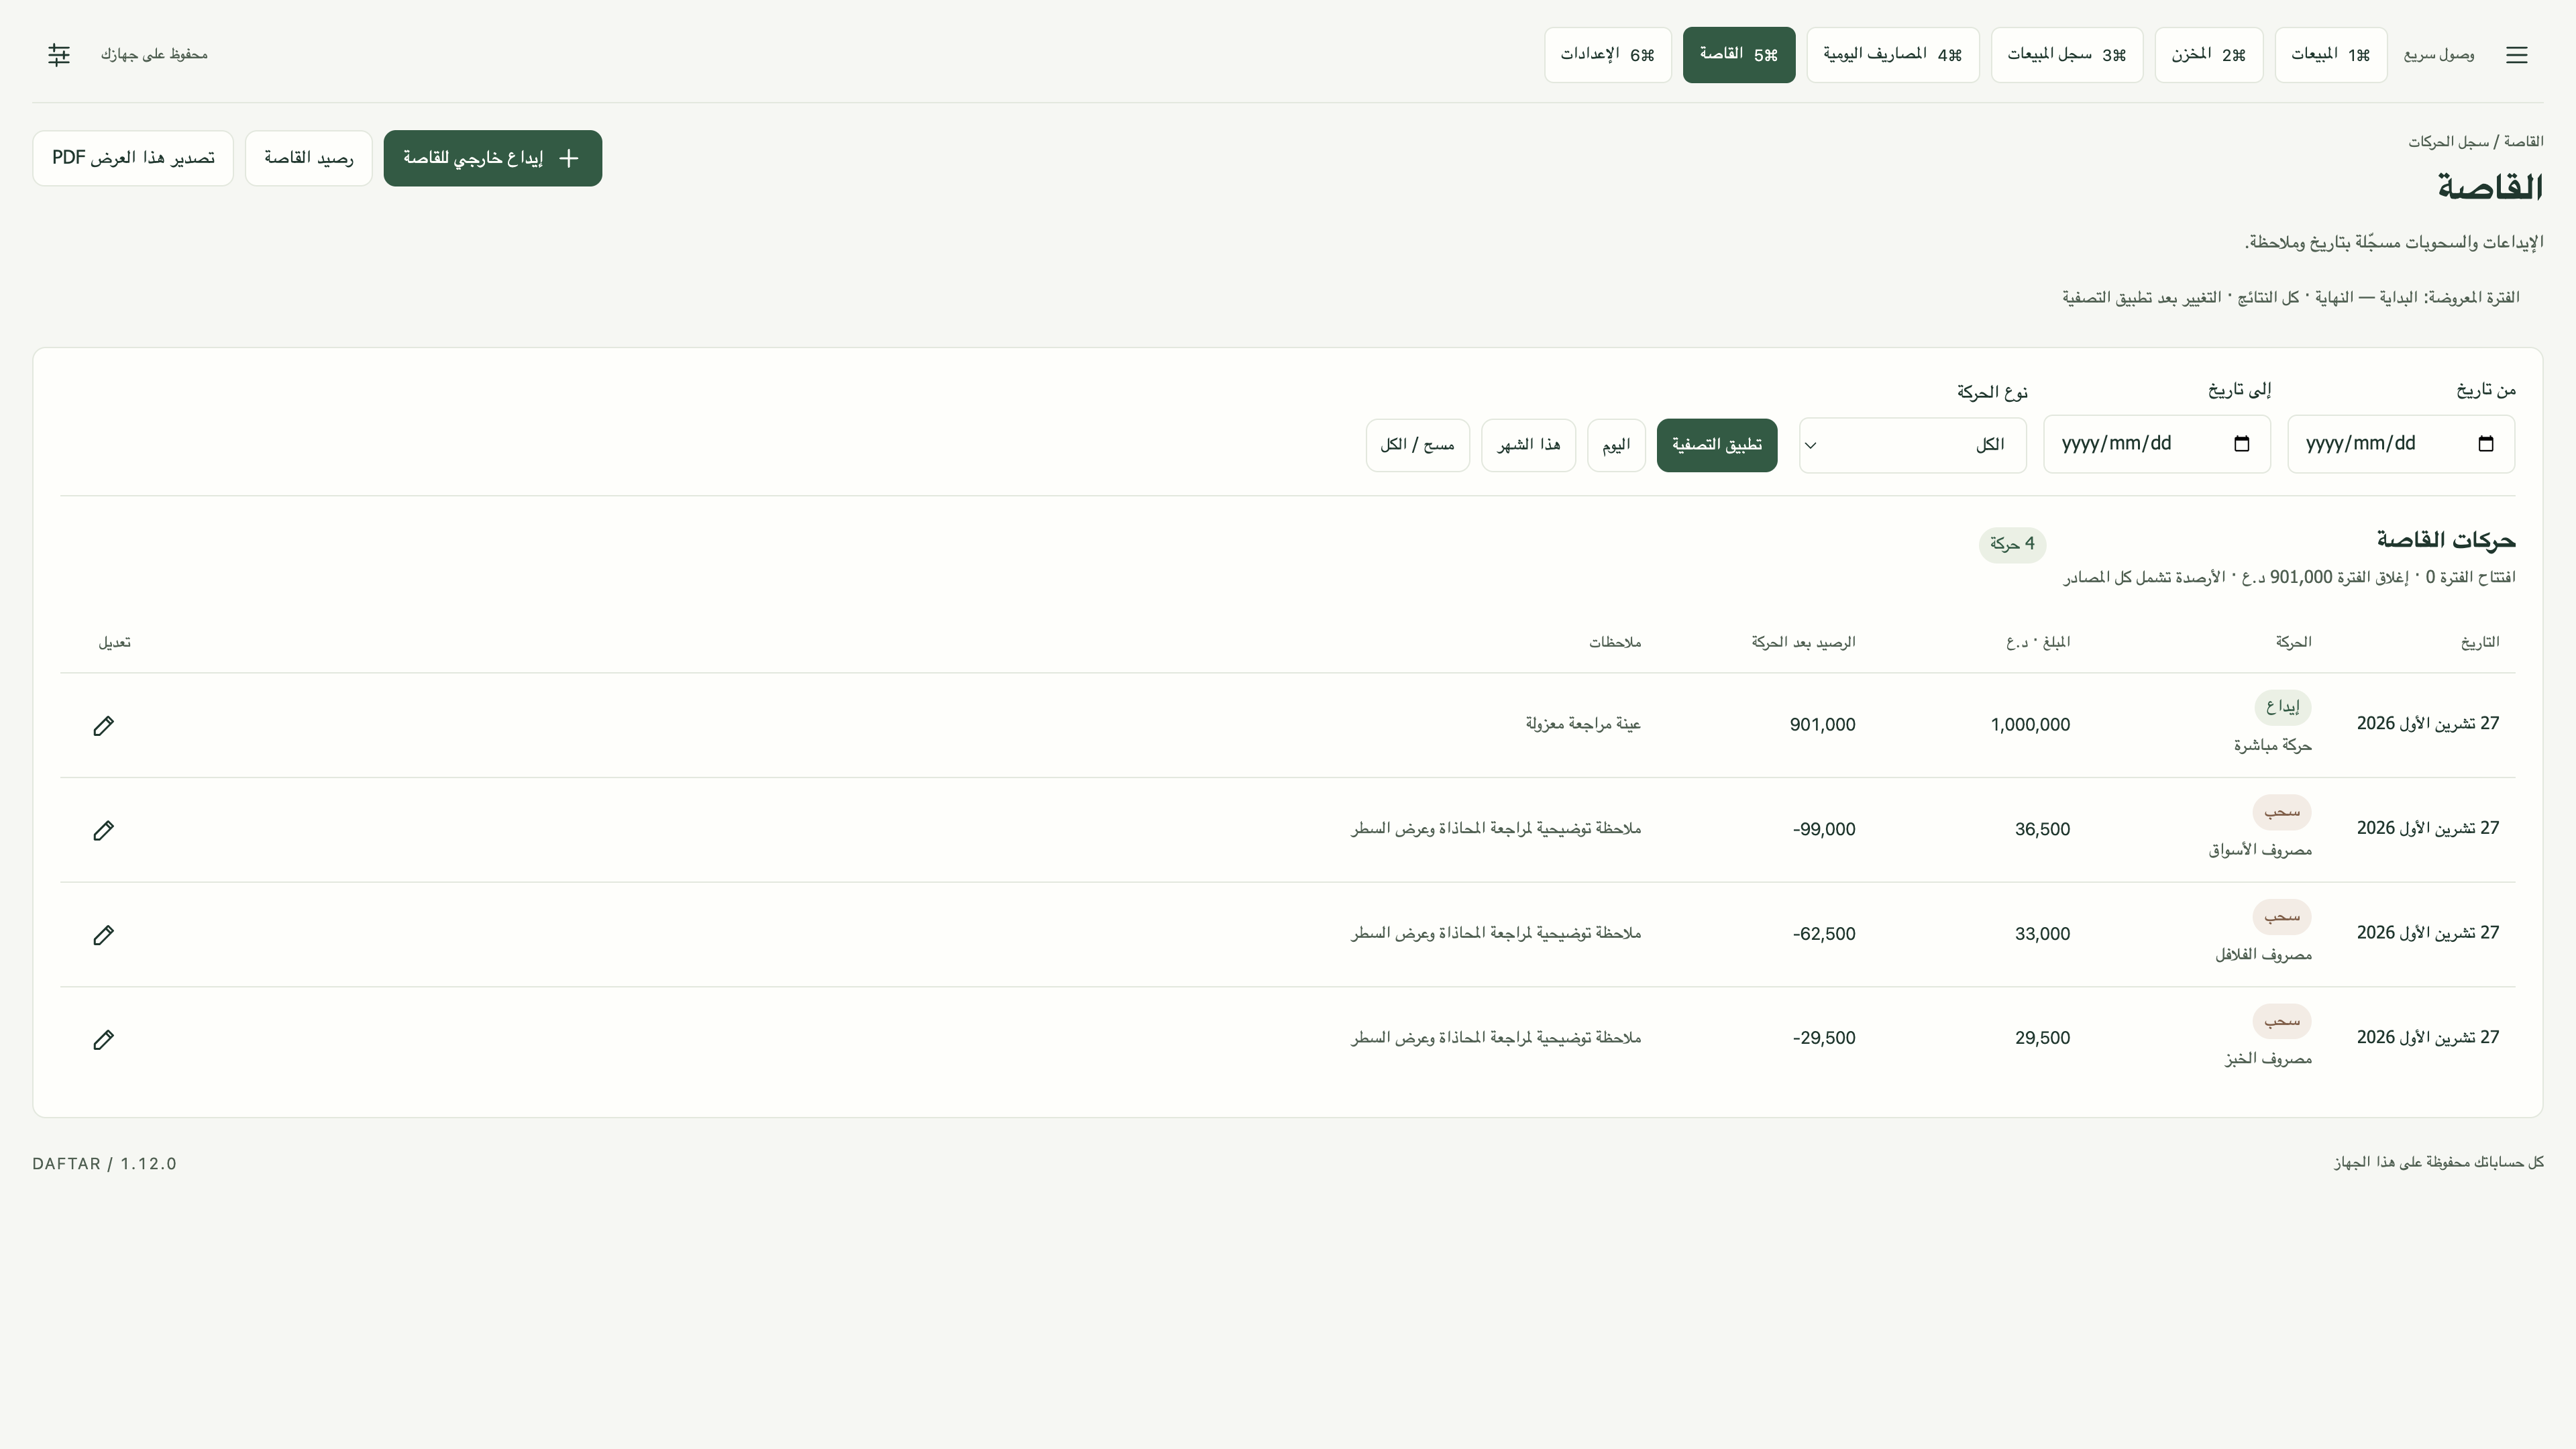 وصول سريع ⌘1 المبيعات ⌘2 المخزن ⌘3 سجل المبيعات ⌘4 المصاريف اليومية ⌘5 القاصة ⌘6 الإعدادات محفوظ على جهازك
القاصة / سجل الحركات
القاصة
إيداع خارجي للقاصة رصيد القاصة تصدير هذا العرض PDF
الإيداعات والسحوبات مسجّلة بتاريخ وملاحظة.
الفترة المعروضة: البداية — النهاية · كل النتائج · التغيير بعد تطبيق التصفية
من تاريخ إلى تاريخ نوع الحركة
yyyy/mm/dd yyyy/mm/dd الكل تطبيق التصفية اليوم هذا الشهر مسح / الكل
حركات القاصة 4 حركة
افتتاح الفترة 0 · إغلاق الفترة 901,000 د.ع · الأرصدة تشمل كل المصادر
التاريخ الحركة المبلغ · د.ع الرصيد بعد الحركة ملاحظات تعديل
27 تشرين الأول 2026 إيداع 1,000,000 901,000 عينة مراجعة معزولة
حركة مباشرة
27 تشرين الأول 2026 سحب 36,500 -99,000 ملاحظة توضيحية لمراجعة المحاذاة وعرض السطر
مصروف الأسواق
27 تشرين الأول 2026 سحب 33,000 -62,500 ملاحظة توضيحية لمراجعة المحاذاة وعرض السطر
مصروف الفلافل
27 تشرين الأول 2026 سحب 29,500 -29,500 ملاحظة توضيحية لمراجعة المحاذاة وعرض السطر
مصروف الخبز
كل حساباتك محفوظة على هذا الجهاز
DAFTAR / 1.12.0